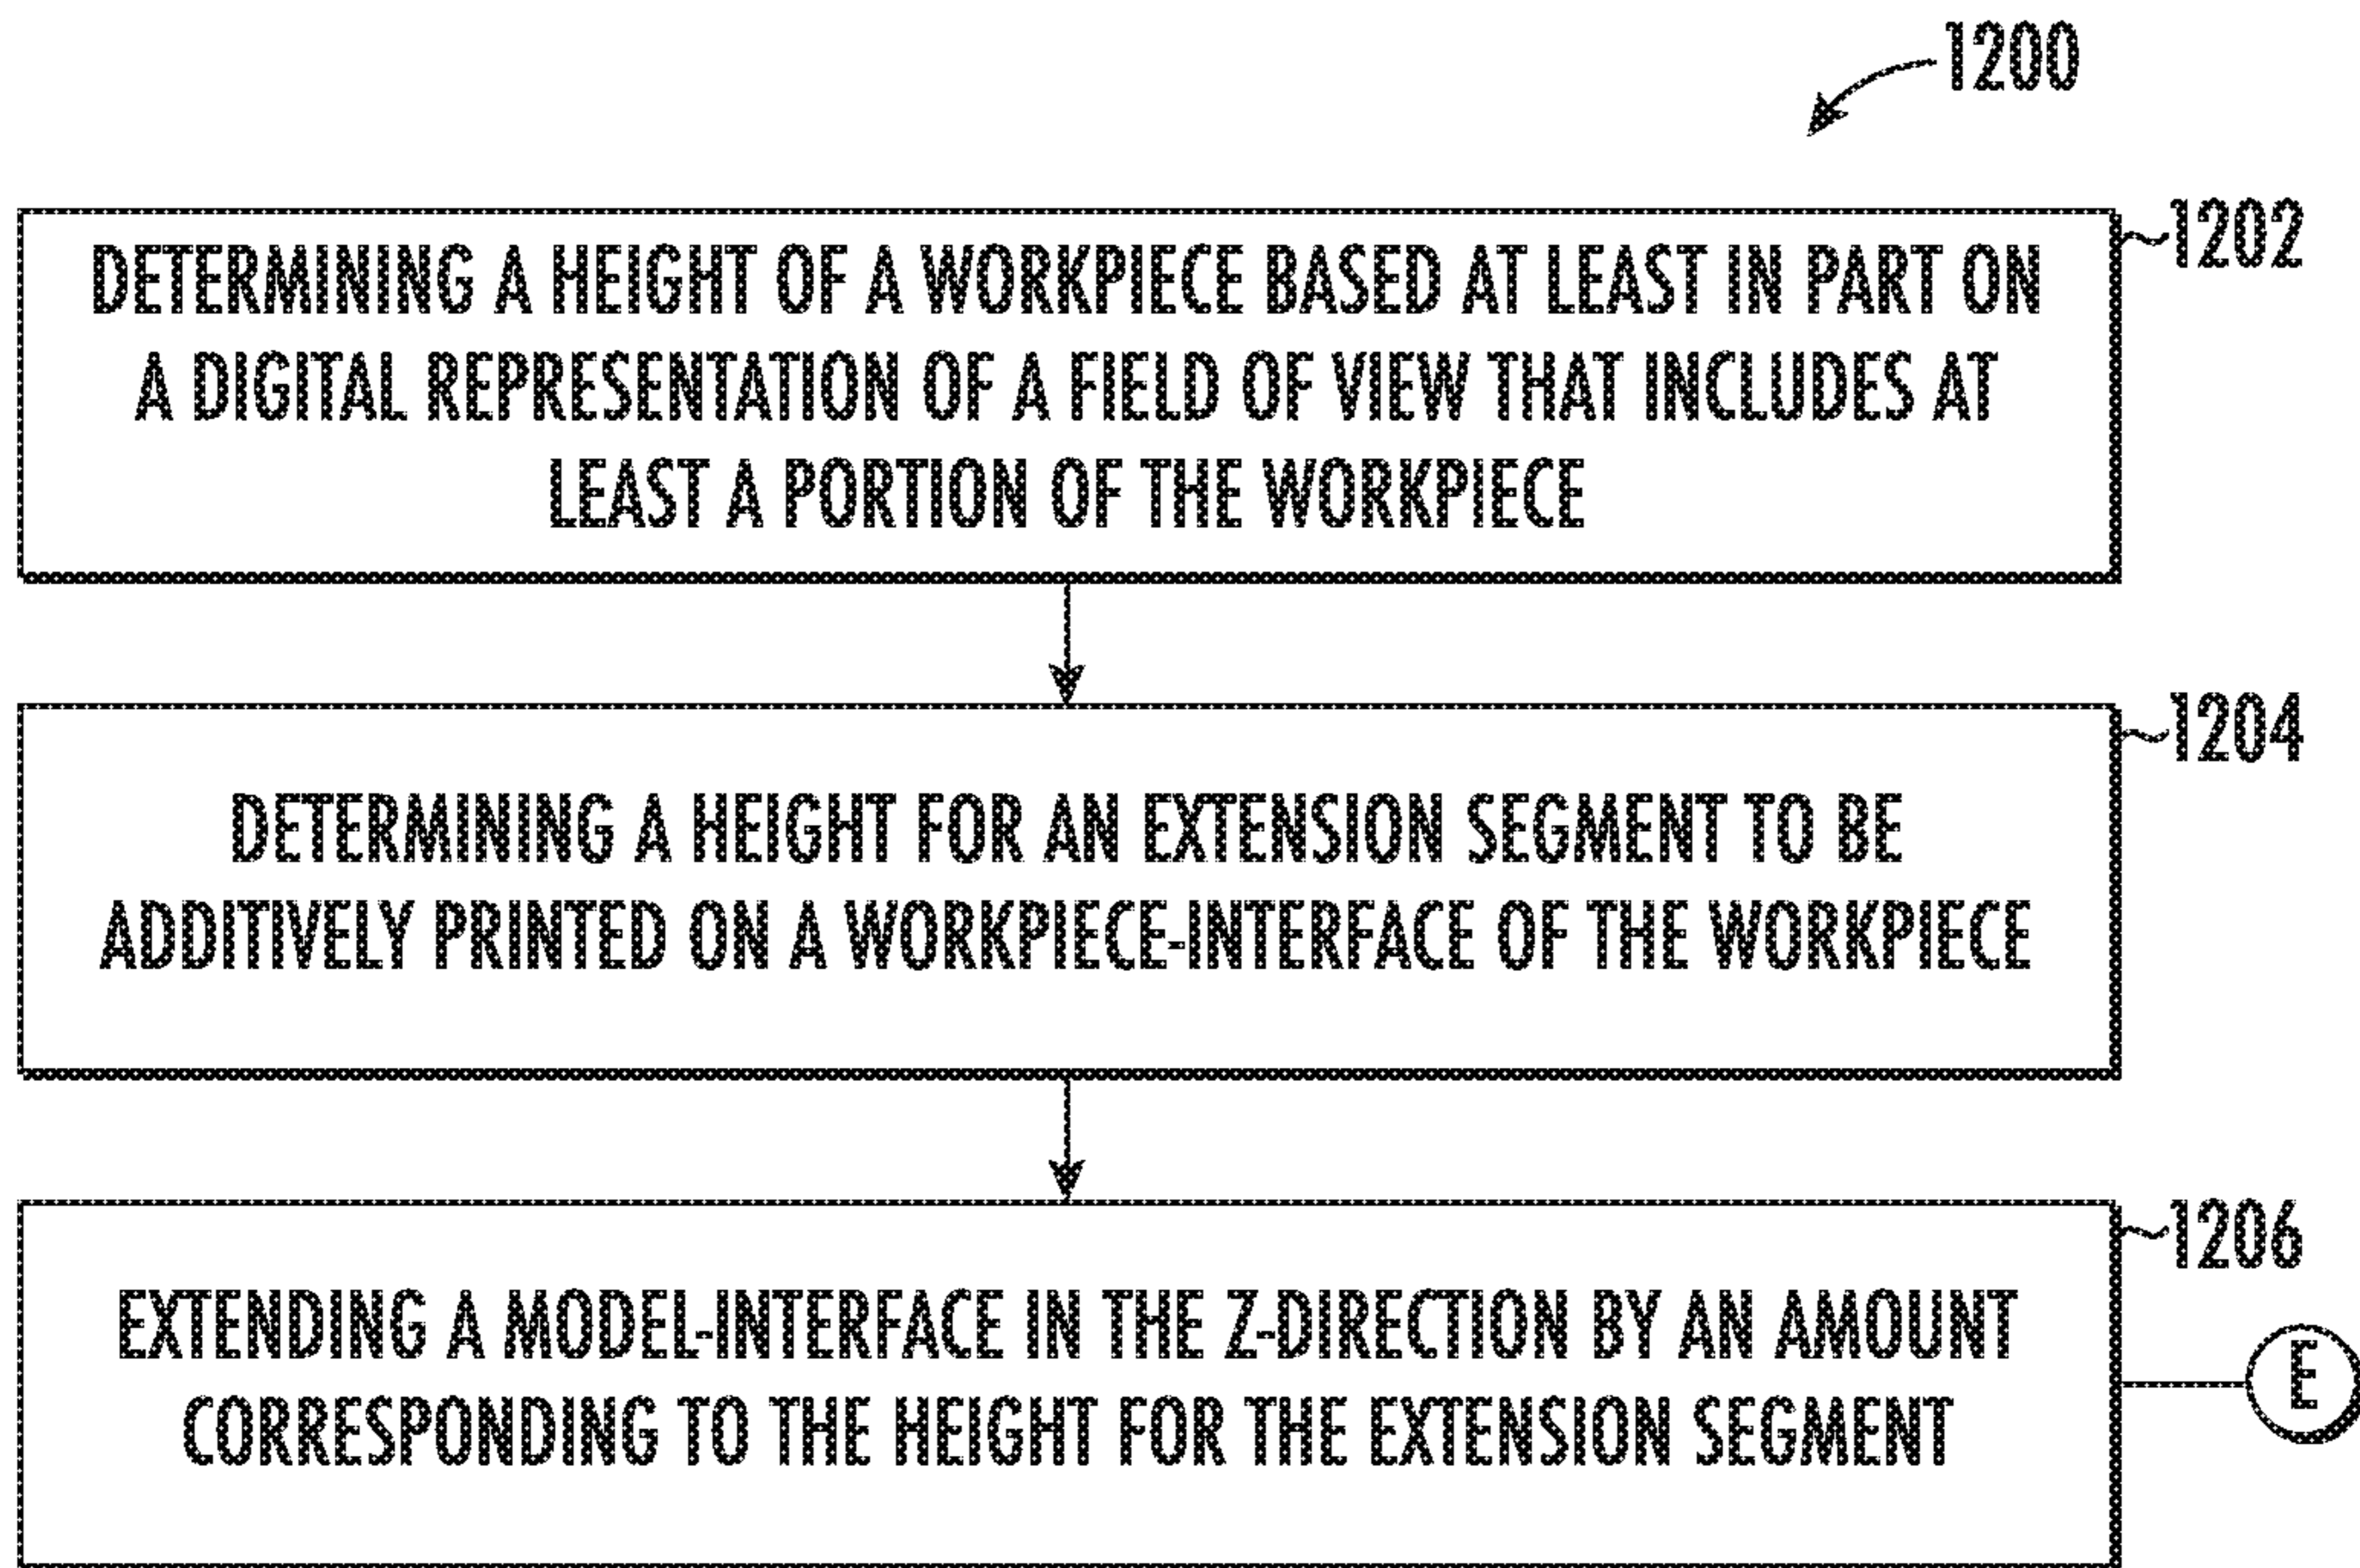 1200
1202
DETERMINING A HEIGHT OF A WORKPIECE BASED AT LEAST IN PART ON
A DIGITAL REPRESENTATION OF A FIELD OF VIEW THAT INCLUDES AT
LEAST A PORTION OF THE WORKPIECE
1204
DETERMINING A HEIGHT FOR AN EXTENSION SEGMENT TO BE
ADDITIVELY PRINTED ON A WORKPIECE-INTERFACE OF THE WORKPIECE
1206
EXTENDING A MODEL-INTERFACE IN THE Z-DIRECTION BY AN AMOUNT
CORRESPONDING TO THE HEIGHT FOR THE EXTENSION SEGMENT
E